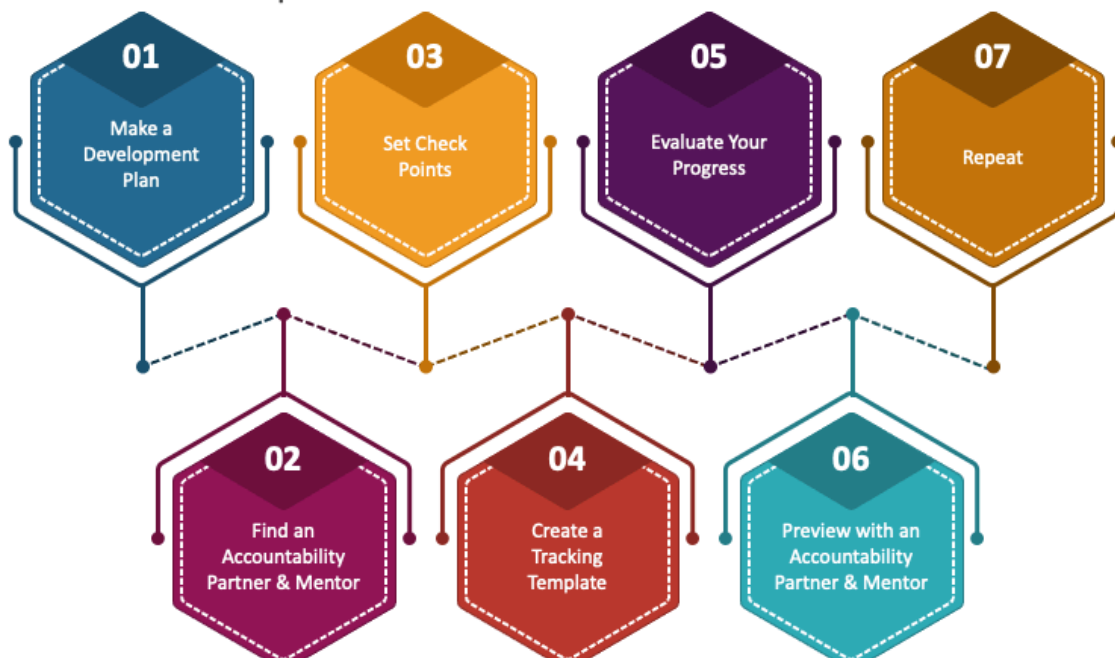 01
Make a
Development
Plan
02
Find an
Accountability
Partner & Mentor
03
Set Check
Points
04
Create a
Tracking
Template
05
Evaluate Your
Progress
06
Preview with an
Accountability
Partner & Mentor
07
Repeat